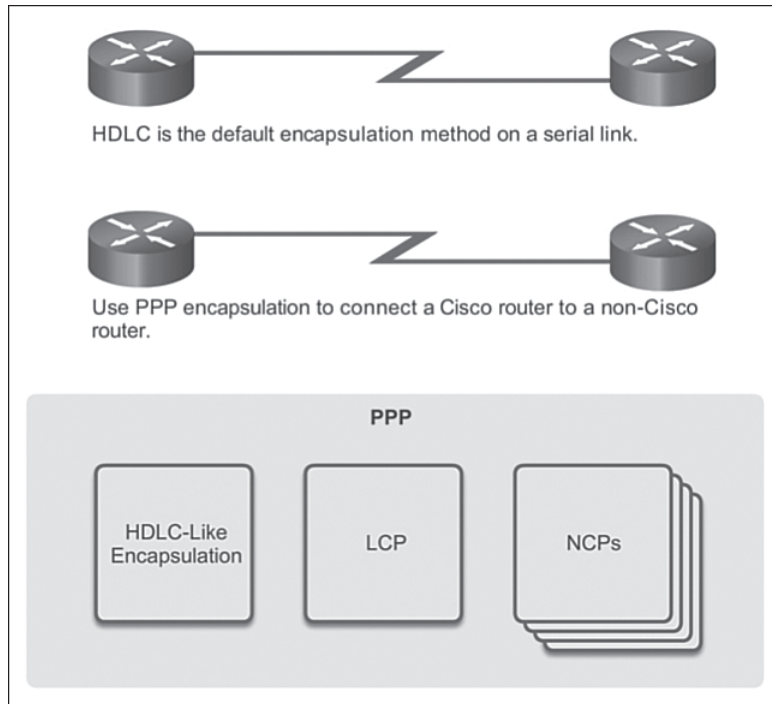 HDLC is the default encapsulation method on a serial link.
Use PPP encapsulation to connect a Cisco router to a non-Cisco
router.
PPP
HDLC-Like
Encapsulation
LCP
NCPs